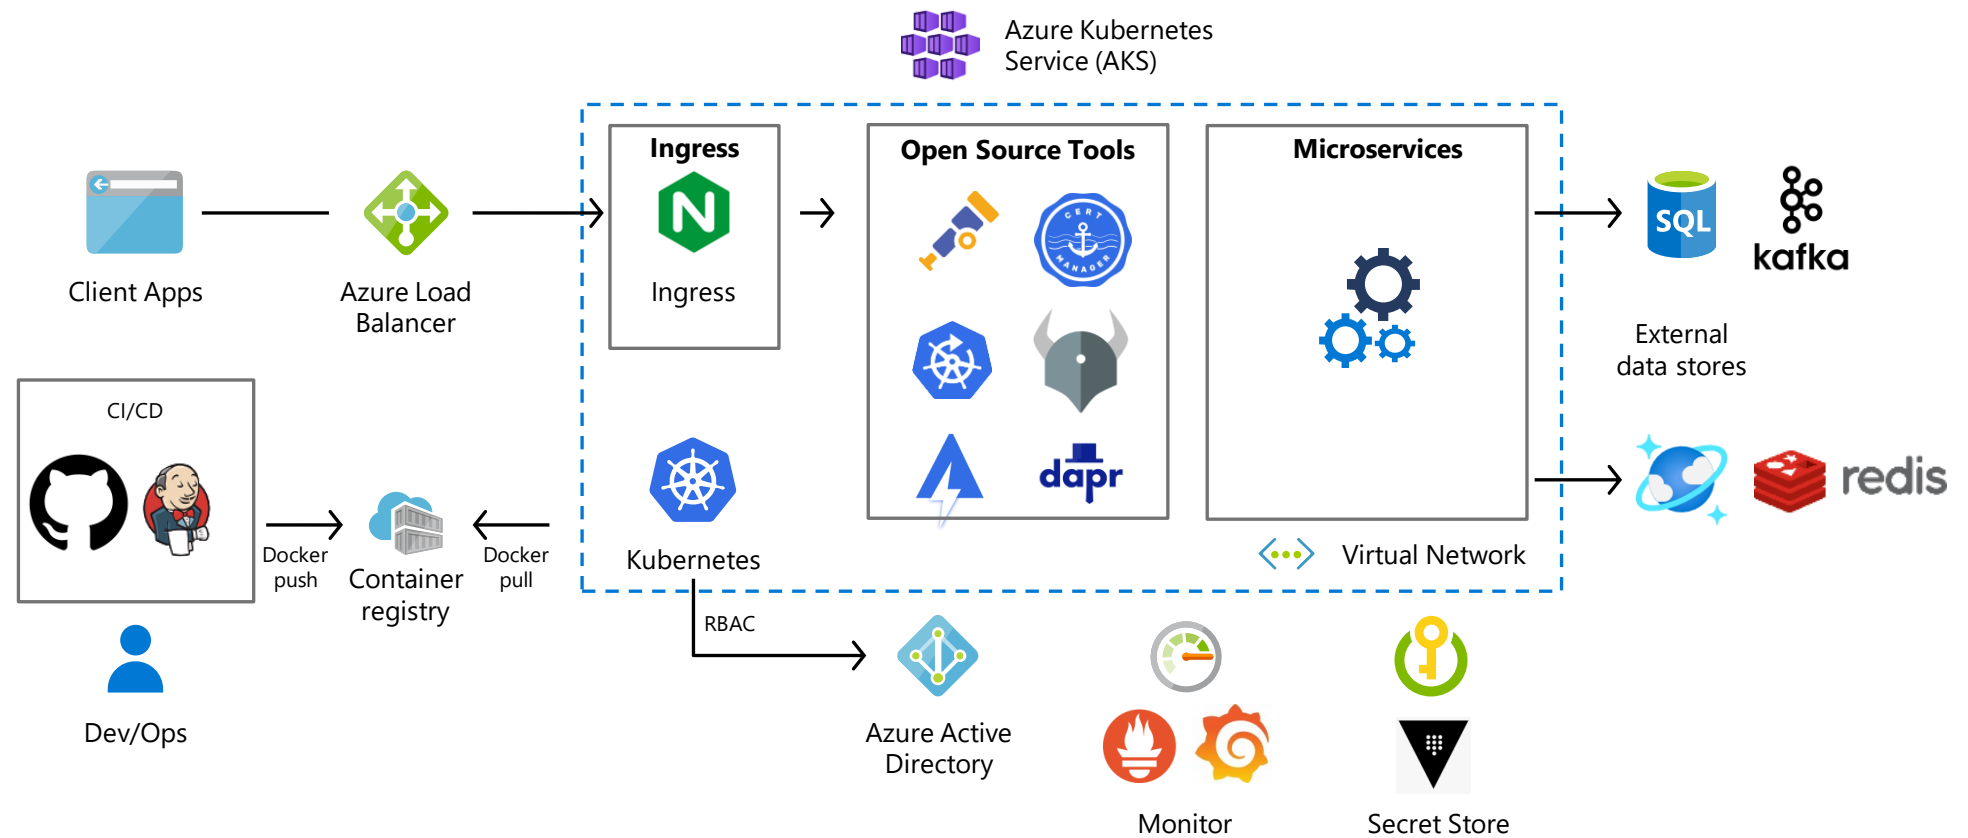 Azure Kubernetes
Service (AKS)
Ingress
Open Source Tools
Microservices
CERT
MANAGER
SQL
kafka
Client Apps
Azure Load
Balancer
Ingress
External
data stores
CI/CD
dapr
redis
Docker
push
Container
registry
Docker
pull
Kubernetes
Virtual Network
RBAC
Dev/Ops
Azure Active
Directory
Monitor
Secret Store